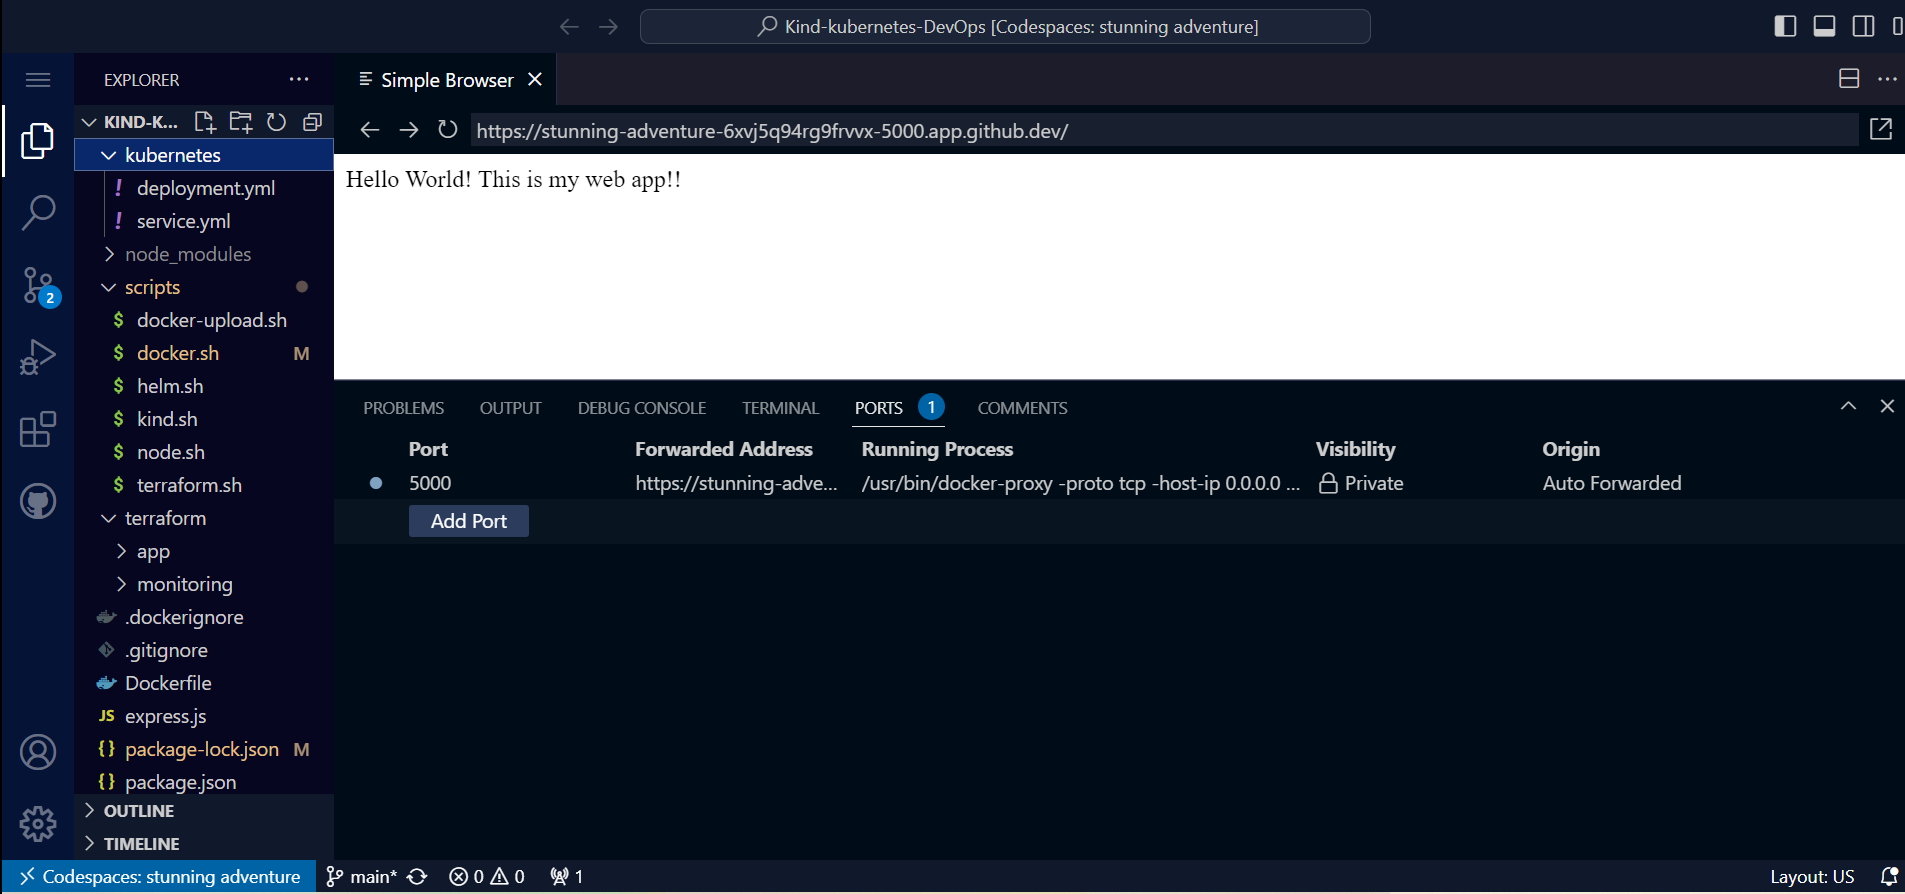 Kind-kubernetes-DevOps [Codespaces: stunning adventure]
EXPLORER
Simple Browser
KIND-K...
https://stunning-adventure-6xvj5q94rg9frvvx-5000.app.github.dev/
kubernetes
! deployment.yml
! service.yml
node_modules
scripts
$ docker-upload.sh
$ docker.sh M
$ helm.sh
$ kind.sh
$ node.sh
$ terraform.sh
terraform
app
monitoring
.dockerignore
.gitignore
Dockerfile
JS express.js
{} package-lock.json M
{} package.json
OUTLINE
TIMELINE
2
Hello World! This is my web app!!
PROBLEMS OUTPUT DEBUG CONSOLE TERMINAL PORTS 1 COMMENTS
Port Forwarded Address Running Process Visibility Origin
5000 https://stunning-adve... /usr/bin/docker-proxy -proto tcp -host-ip 0.0.0.0 ... Private Auto Forwarded
Add Port
Codespaces: stunning adventure main* 0 0 1 Layout: US